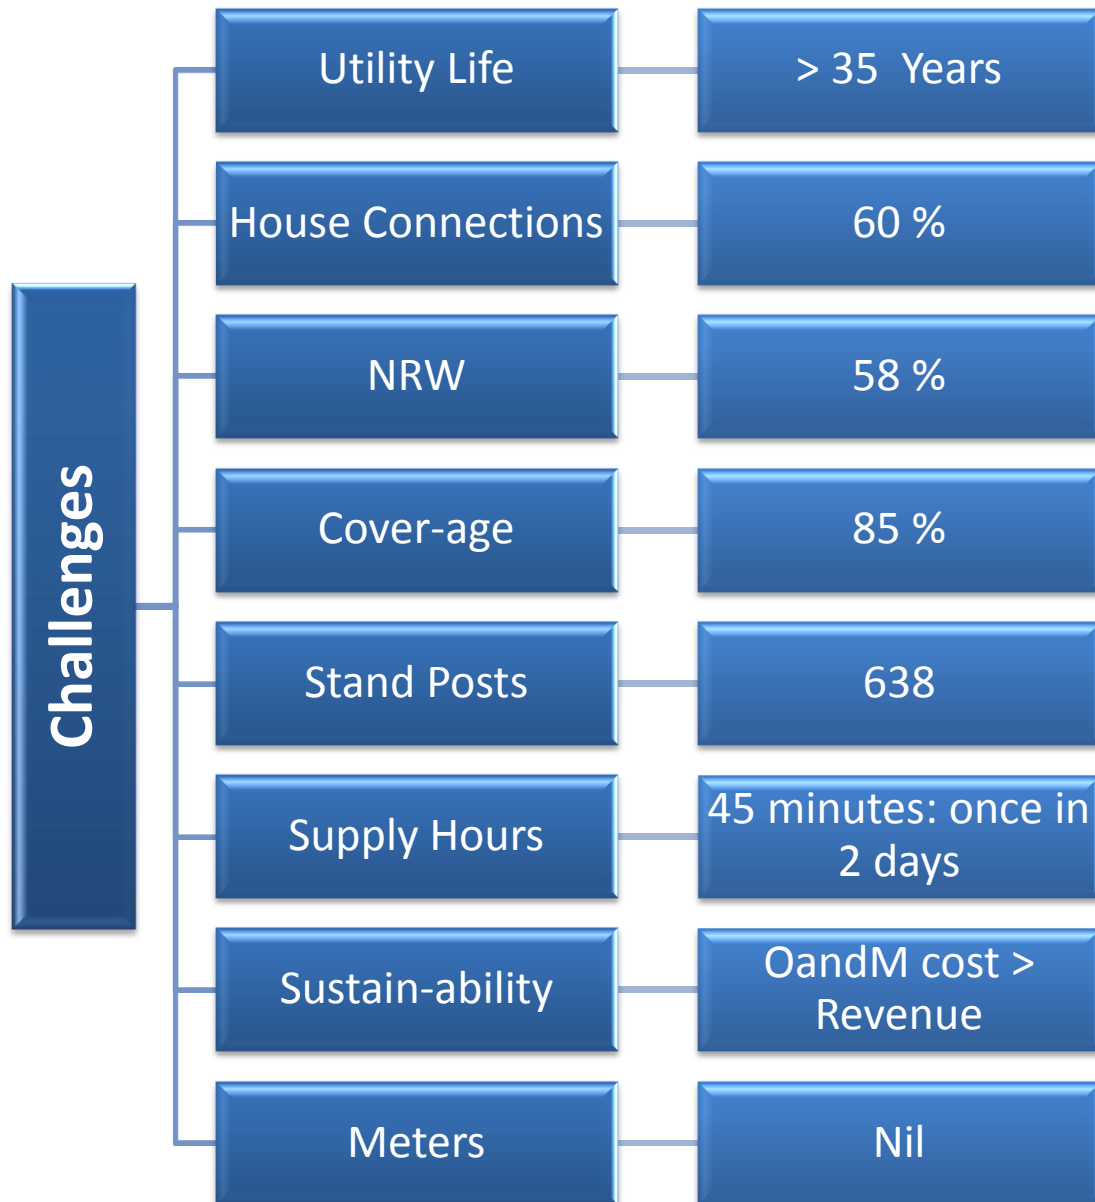 Challenges
Utility Life
> 35  Years
House Connections
60 %
NRW
58 %
Cover-age
85 %
Stand Posts
638
Supply Hours
45 minutes: once in
2 days
Sustain-ability
OandM cost >
Revenue
Meters
Nil